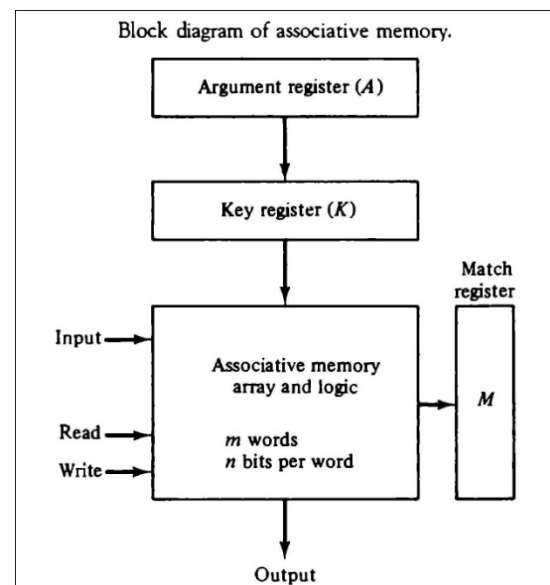 Block diagram of associative memory.
Argument register (A)
Key register (K)
Match
register
Input
Associative memory
array and logic
M
Read
m words
Write
n bits per word
Output